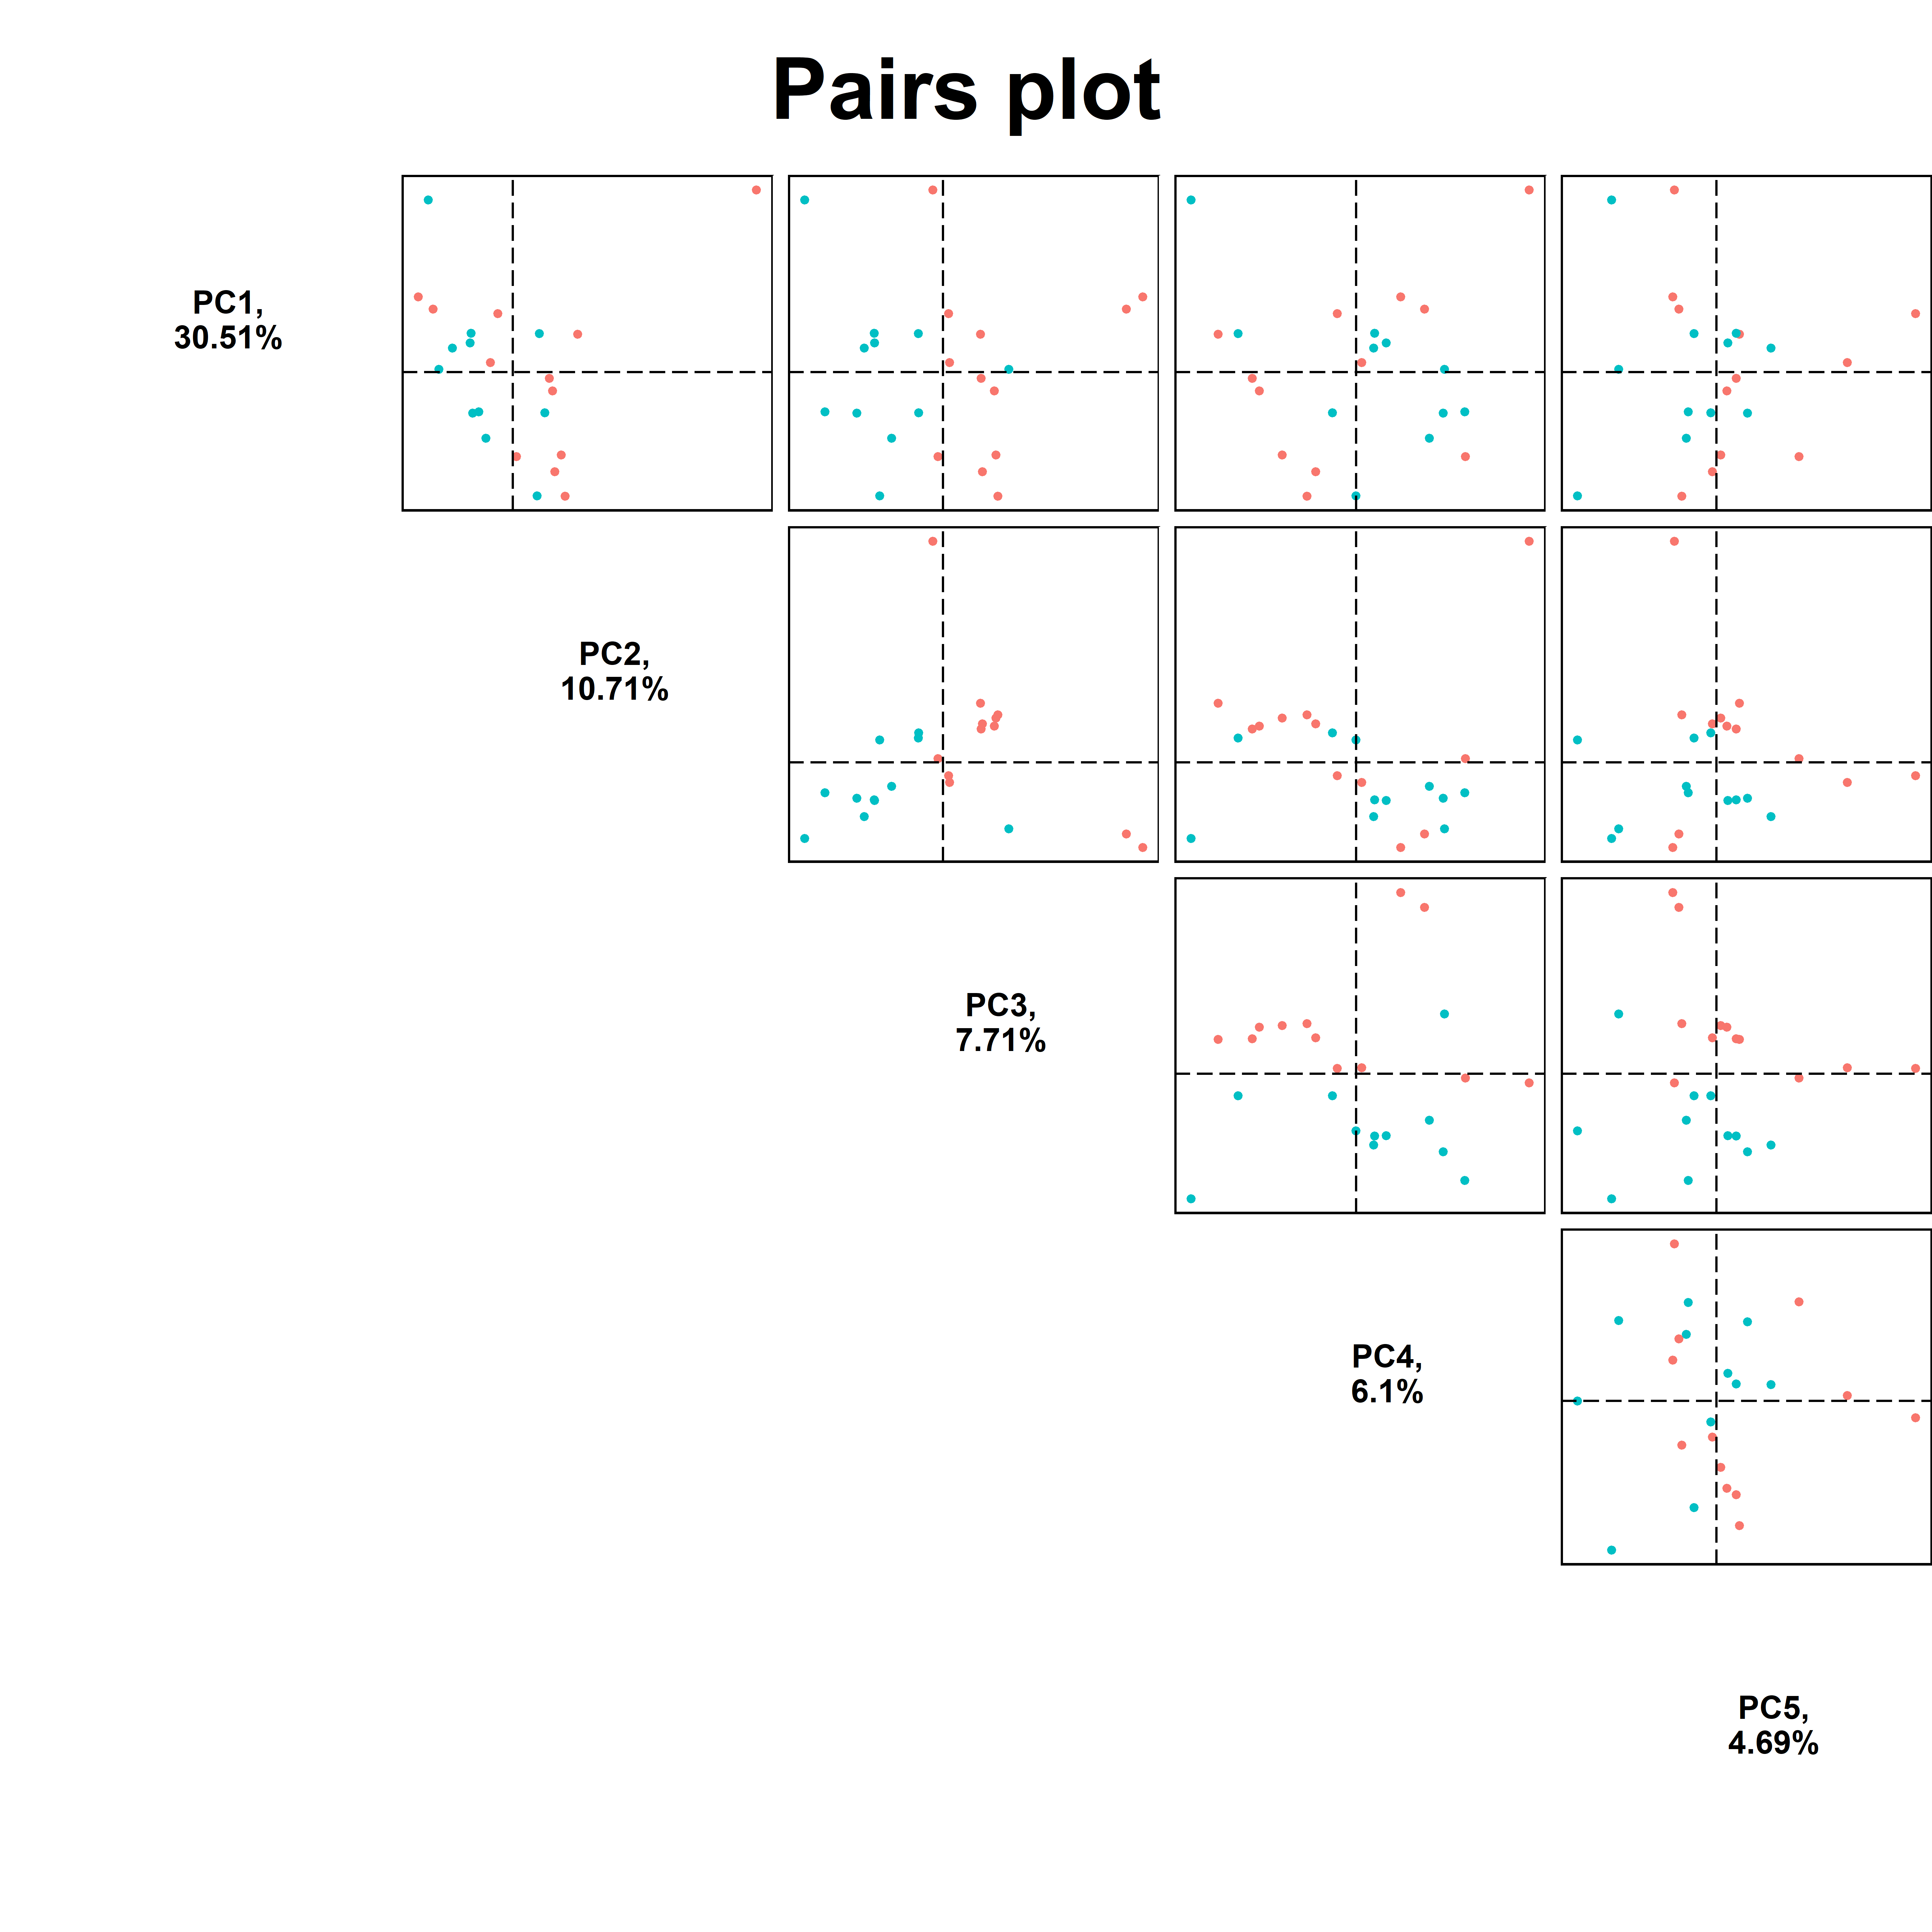 Pairs plot
PC1,
30.51%
PC2,
10.71%
PC3,
7.71%
PC4,
6.1%
PC5,
4.69%